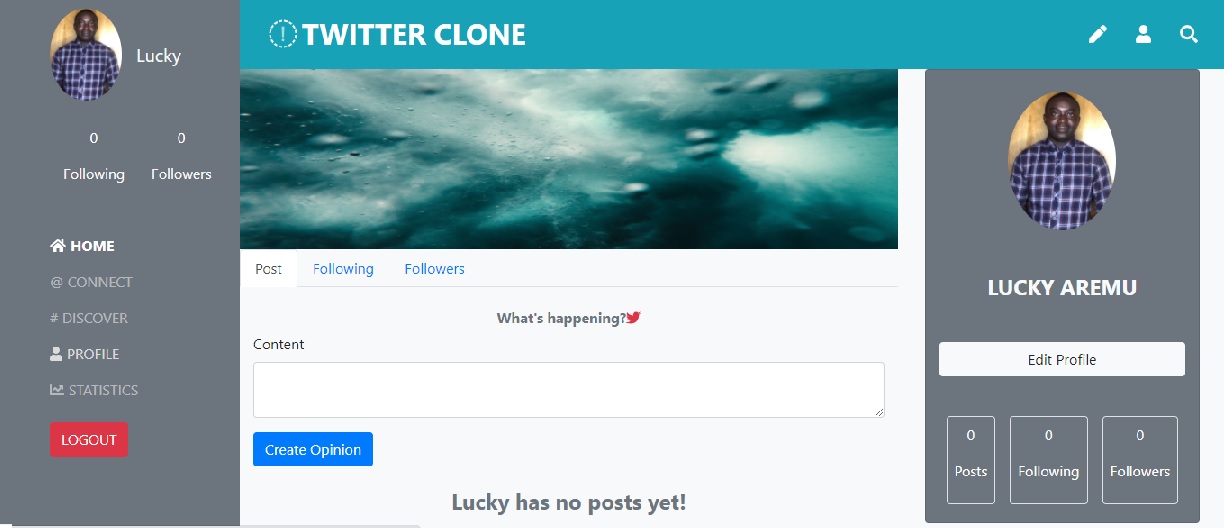 Lucky
0 0
Following Followers
HOME
@ CONNECT
# DISCOVER
PROFILE
STATISTICS
LOGOUT
TWITTER CLONE
Post Following Followers
What's happening?
Content
Create Opinion
Lucky has no posts yet!
LUCKY AREMU
Edit Profile
0 0 0
Posts Following Followers